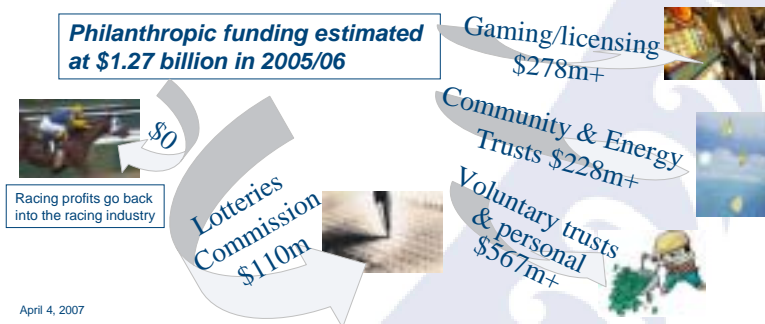 Philanthropic funding estimated
at $1.27 billion in 2005/06
Gaming/licensing
$278m+
$0
Community & Energy
Trusts $228m+
Racing profits go back
into the racing industry
Lotteries
Commission
$110m
Voluntary trusts
& personal
$567m+
April 4, 2007